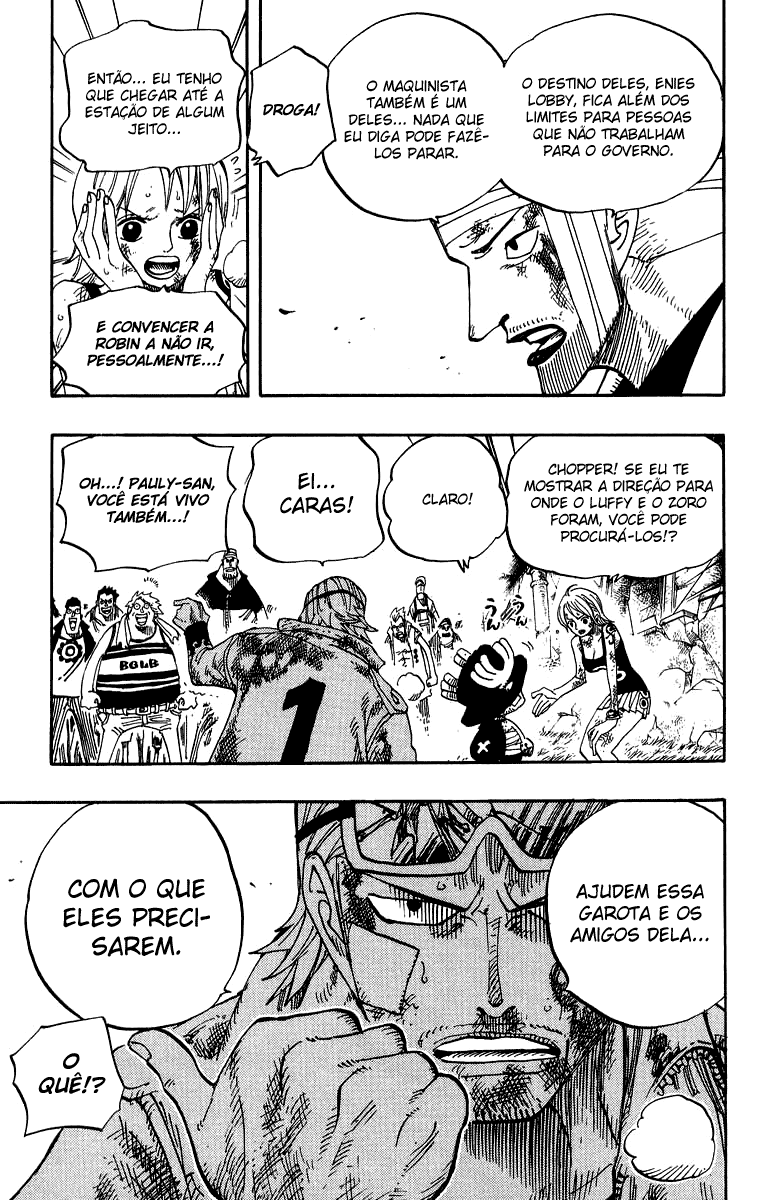 O DESTINO DELES, ENIES
LOBBY, FICA ALÉM DOS
LIMITES PARA PESSOAS
QUE NÃO TRABALHAM
PARA O GOVERNO.
O MAQUINISTA
TAMBÉM É UM
DELES... NADA QUE
EU DIGA PODE FAZÊ-
LOS PARAR.
DROGA!
ENTÃO... EU TENHO
QUE CHEGAR ATÉ A
ESTAÇÃO DE ALGUM
JEITO...
E CONVENCER A
ROBIN A NÃO IR,
PESSOALMENTE...!
CHOPPER! SE EU TE
MOSTRAR A DIREÇÃO PARA
ONDE O LUFFY E O ZORO
FORAM, VOCÊ PODE
PROCURÁ-LOS!?
CLARO!
EI...
CARAS!
OH...! PAULY-SAN,
VOCÊ ESTÁ VIVO
TAMBÉM...!
うんうん
BGLB
1
AJUDEM ESSA
GAROTA E OS
AMIGOS DELA...
COM O QUE
ELES PRECI-
SAREM.
O
QUÊ!?